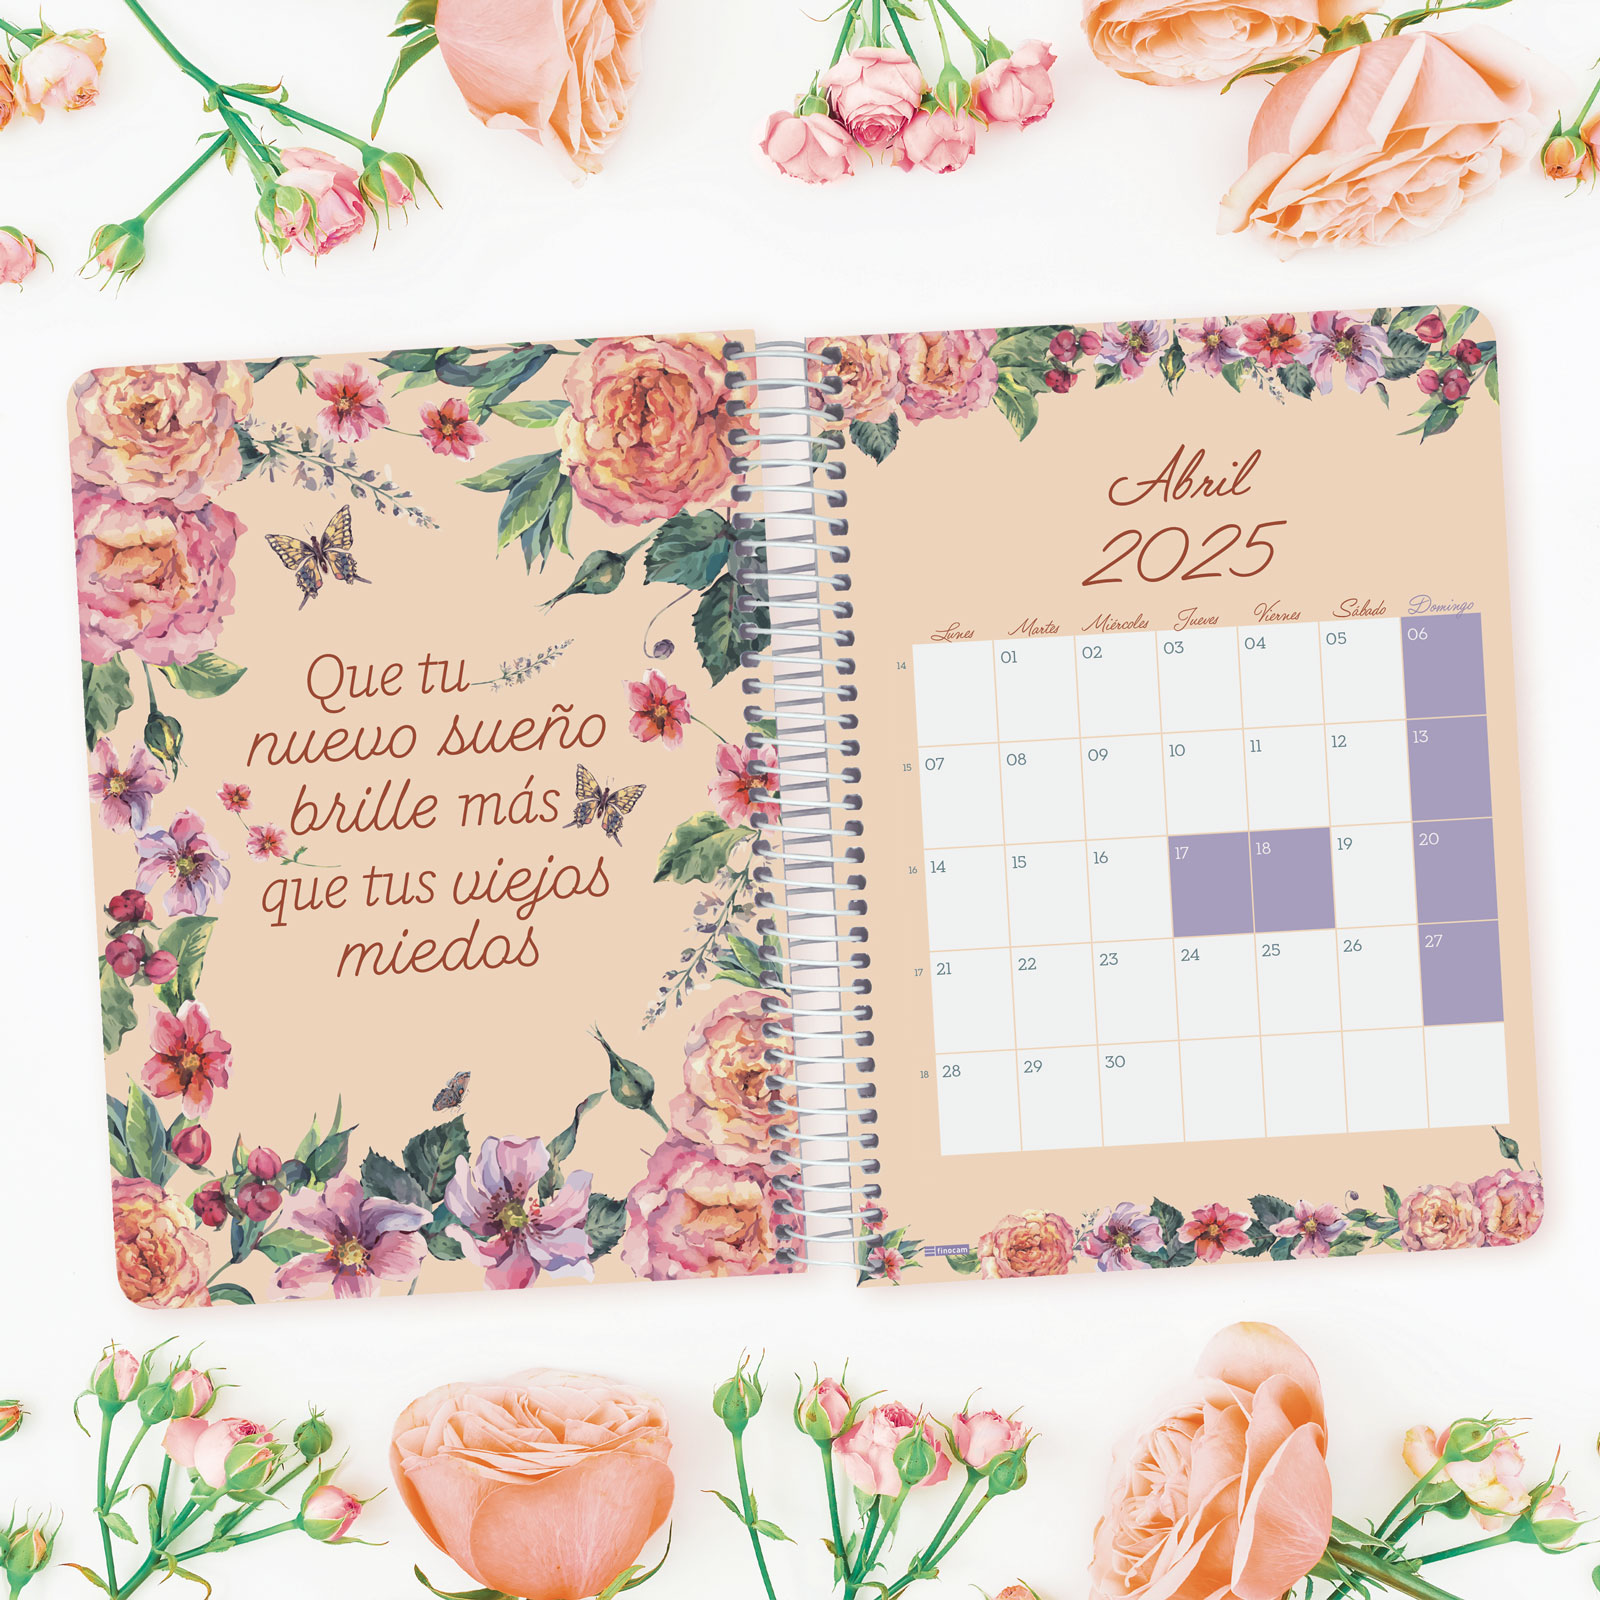 Que tu
nuevo sueño
brille más
que tus viejos
miedos
Abril
2025
Lunes Martes Miércoles Jueves Viernes Sábado Domingo
14 01 02 03 04 05 06
15 07 08 09 10 11 12 13
16 14 15 16 17 18 19 20
17 21 22 23 24 25 26 27
18 28 29 30
finocam